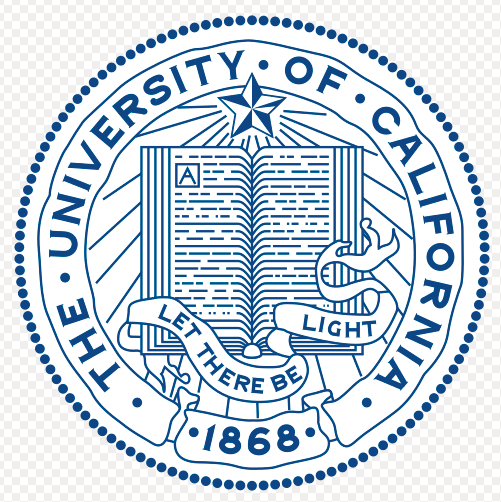 THE · UNIVERSITY · OF · CALIFORNIA
A
LET THERE BE
LIGHT
·1868·